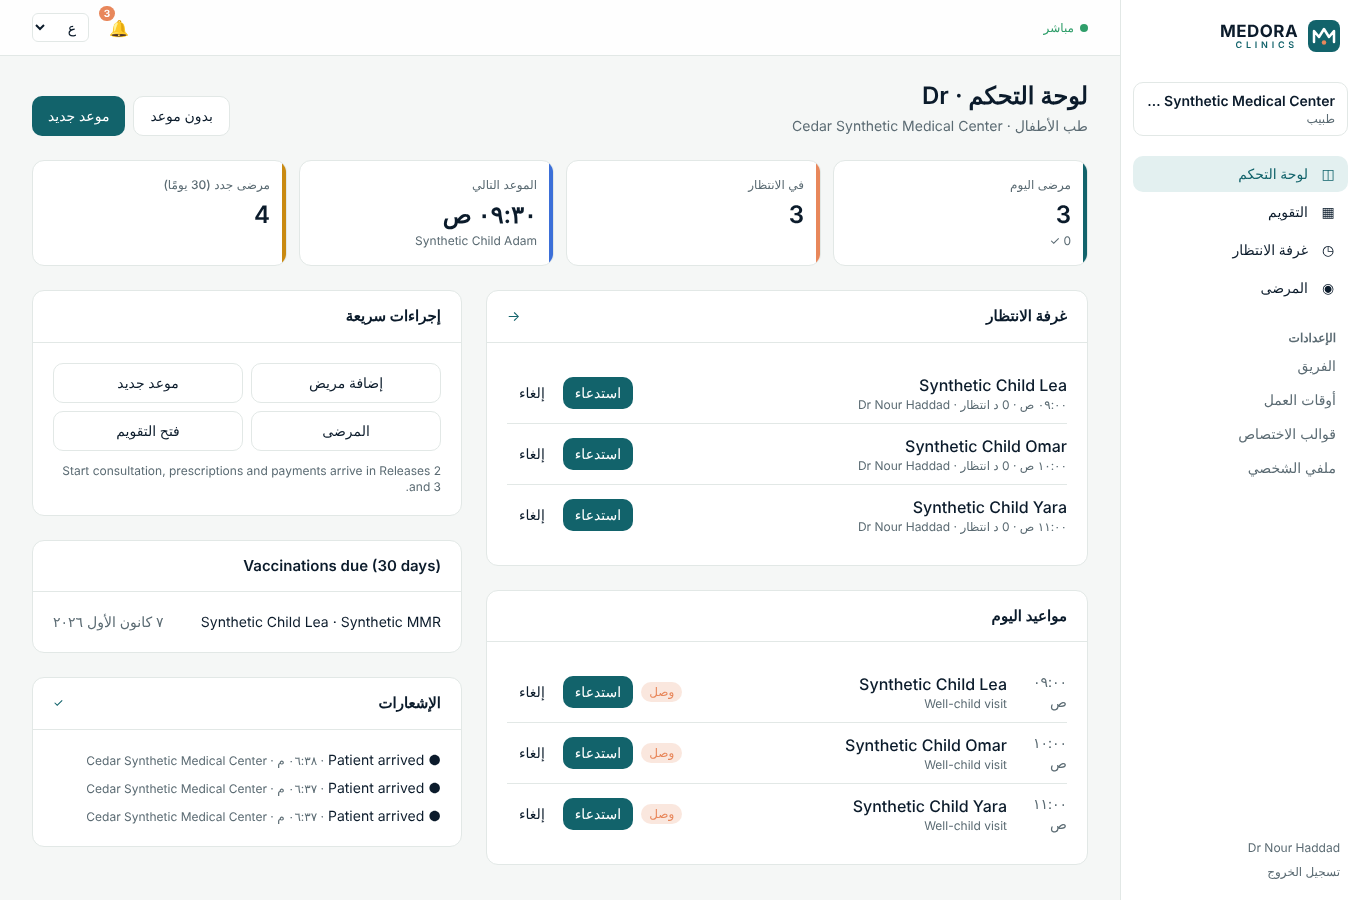 MEDORA
CLINICS
Synthetic Medical Center ...
طبيب
لوحة التحكم
التقويم
غرفة الانتظار
المرضى
الإعدادات
الفريق
أوقات العمل
قوالب الاختصاص
ملفي الشخصي
Dr Nour Haddad
تسجيل الخروج
مباشر
3
ع
لوحة التحكم · Dr
طب الأطفال · Cedar Synthetic Medical Center
بدون موعد
موعد جديد
مرضى اليوم
3
0 ✓
في الانتظار
3
الموعد التالي
٠٩:٣٠ ص
Synthetic Child Adam
مرضى جدد (30 يومًا)
4
غرفة الانتظار
→
Synthetic Child Lea
٠٩:٠٠ ص · 0 د انتظار · Dr Nour Haddad
استدعاء
إلغاء
Synthetic Child Omar
١٠:٠٠ ص · 0 د انتظار · Dr Nour Haddad
استدعاء
إلغاء
Synthetic Child Yara
١١:٠٠ ص · 0 د انتظار · Dr Nour Haddad
استدعاء
إلغاء
مواعيد اليوم
٠٩:٠٠ ص
Synthetic Child Lea
Well-child visit
وصل
استدعاء
إلغاء
١٠:٠٠ ص
Synthetic Child Omar
Well-child visit
وصل
استدعاء
إلغاء
١١:٠٠ ص
Synthetic Child Yara
Well-child visit
وصل
استدعاء
إلغاء
إجراءات سريعة
إضافة مريض
موعد جديد
المرضى
فتح التقويم
Start consultation, prescriptions and payments arrive in Releases 2
and 3.
Vaccinations due (30 days)
Synthetic Child Lea · Synthetic MMR
٧ كانون الأول ٢٠٢٦
الإشعارات
✓
Patient arrived · ٠٦:٣٨ م · Cedar Synthetic Medical Center
Patient arrived · ٠٦:٣٧ م · Cedar Synthetic Medical Center
Patient arrived · ٠٦:٣٧ م · Cedar Synthetic Medical Center